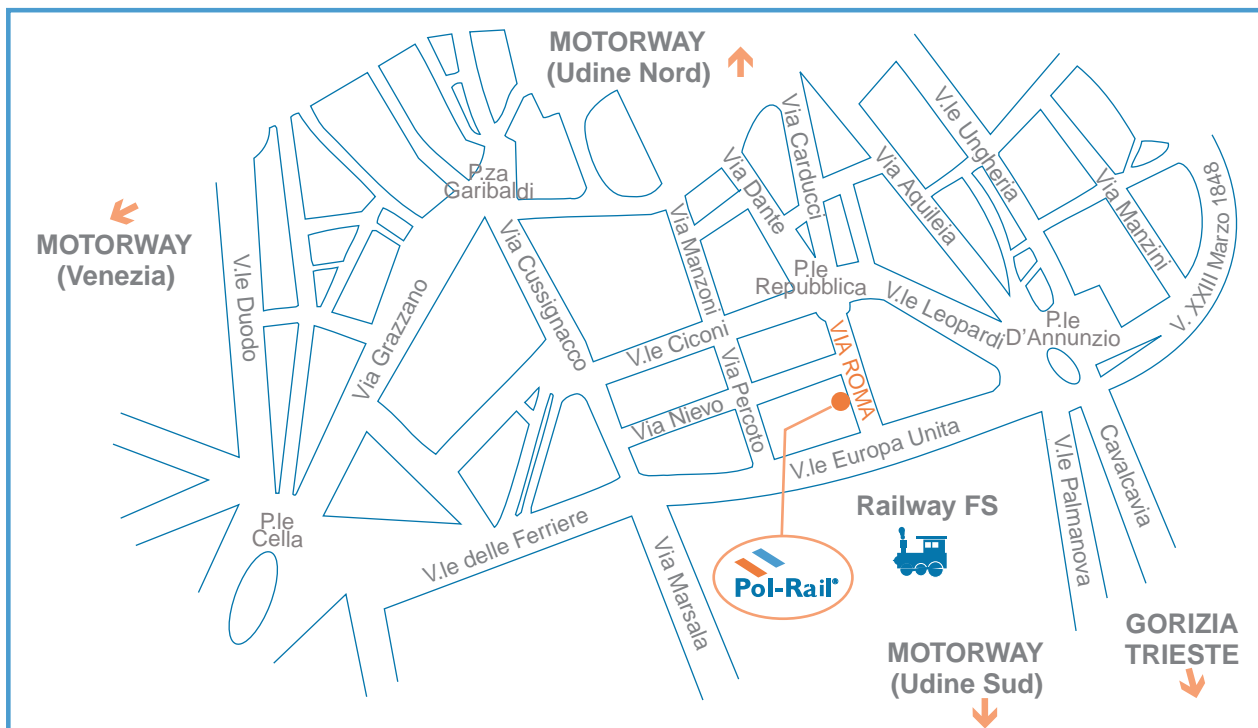 MOTORWAY
(Udine Nord)
MOTORWAY
(Venezia)
P.za
Garibaldi
V.le Duodo
Via Grazzano
Via Cussignacco
Via Manzoni
Via Dante
Via Carducci
Via Aquileia
V.le Ungheria
Via Manzini
V. XXIII Marzo 1848
P.le
Repubblica
V.le Leopardi
P.le
D'Annunzio
V.le Ciconi
Via Percoto
VIA ROMA
Via Nievo
V.le Europa Unita
P.le
Cella
V.le delle Ferriere
Via Marsala
Railway FS
Pol-Rail®
V.le Palmanova
Cavalcavia
MOTORWAY
(Udine Sud)
GORIZIA
TRIESTE